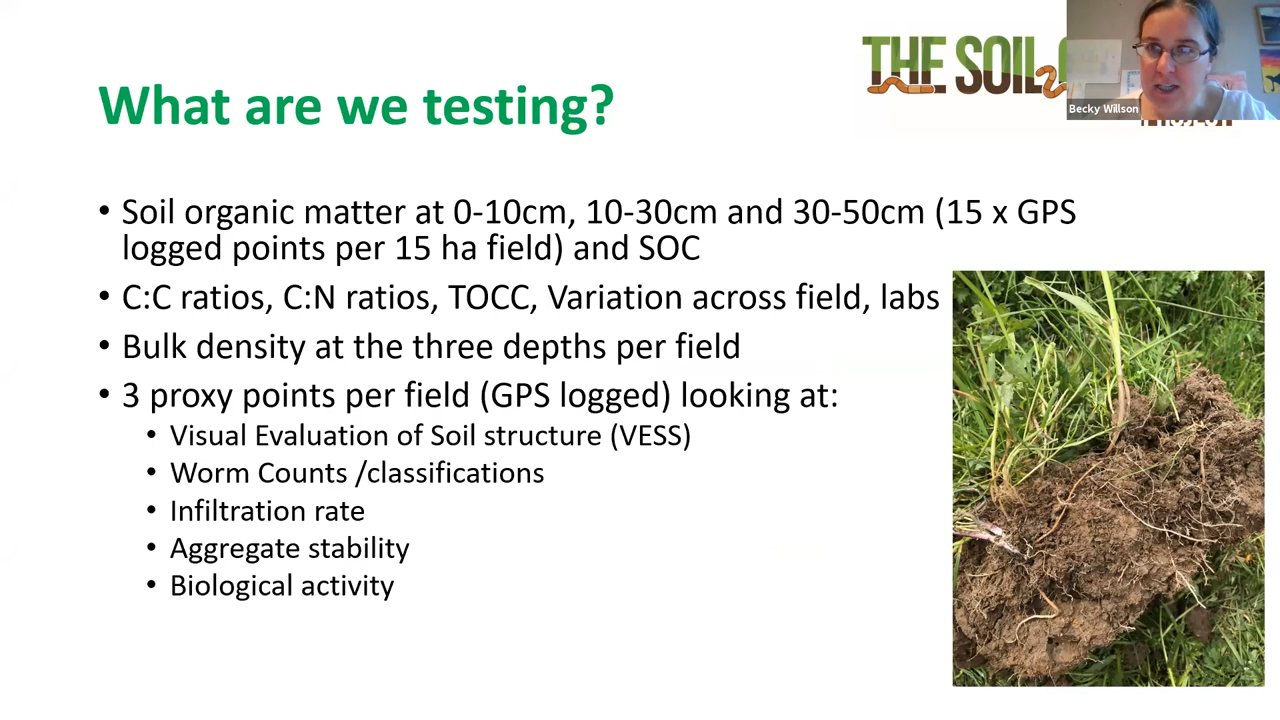 THE SOIL
What are we testing?
Becky Willson
• Soil organic matter at 0-10cm, 10-30cm and 30-50cm (15 x GPS
logged points per 15 ha field) and SOC
• C:C ratios, C:N ratios, TOCC, Variation across field, labs
• Bulk density at the three depths per field
• 3 proxy points per field (GPS logged) looking at:
• Visual Evaluation of Soil structure (VESS)
• Worm Counts /classifications
• Infiltration rate
• Aggregate stability
• Biological activity